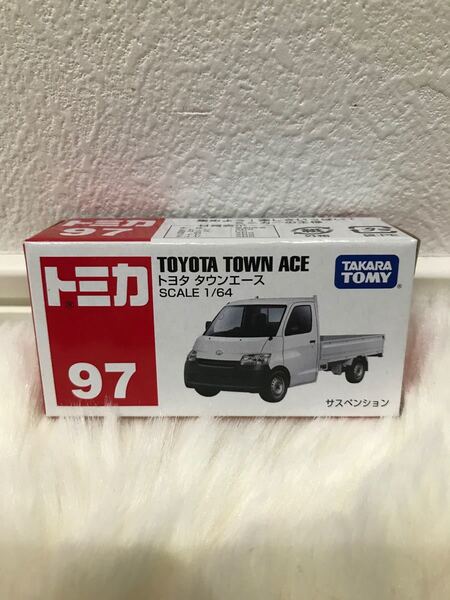 トミカ
97
トミカ
97
TOYOTA TOWN ACE
トヨタ タウンエース
SCALE 1/64
TAKARA
TOMY
サスペンション